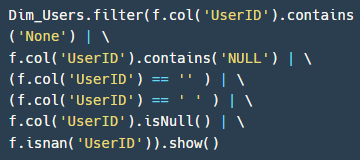 Dim_Users.filter(f.col('UserID').contains
('None') | \
f.col('UserID').contains('NULL') | \
(f.col('UserID') == '' ) | \
(f.col('UserID') == ' ' ) | \
f.col('UserID').isNull() | \
f.isnan('UserID')).show()